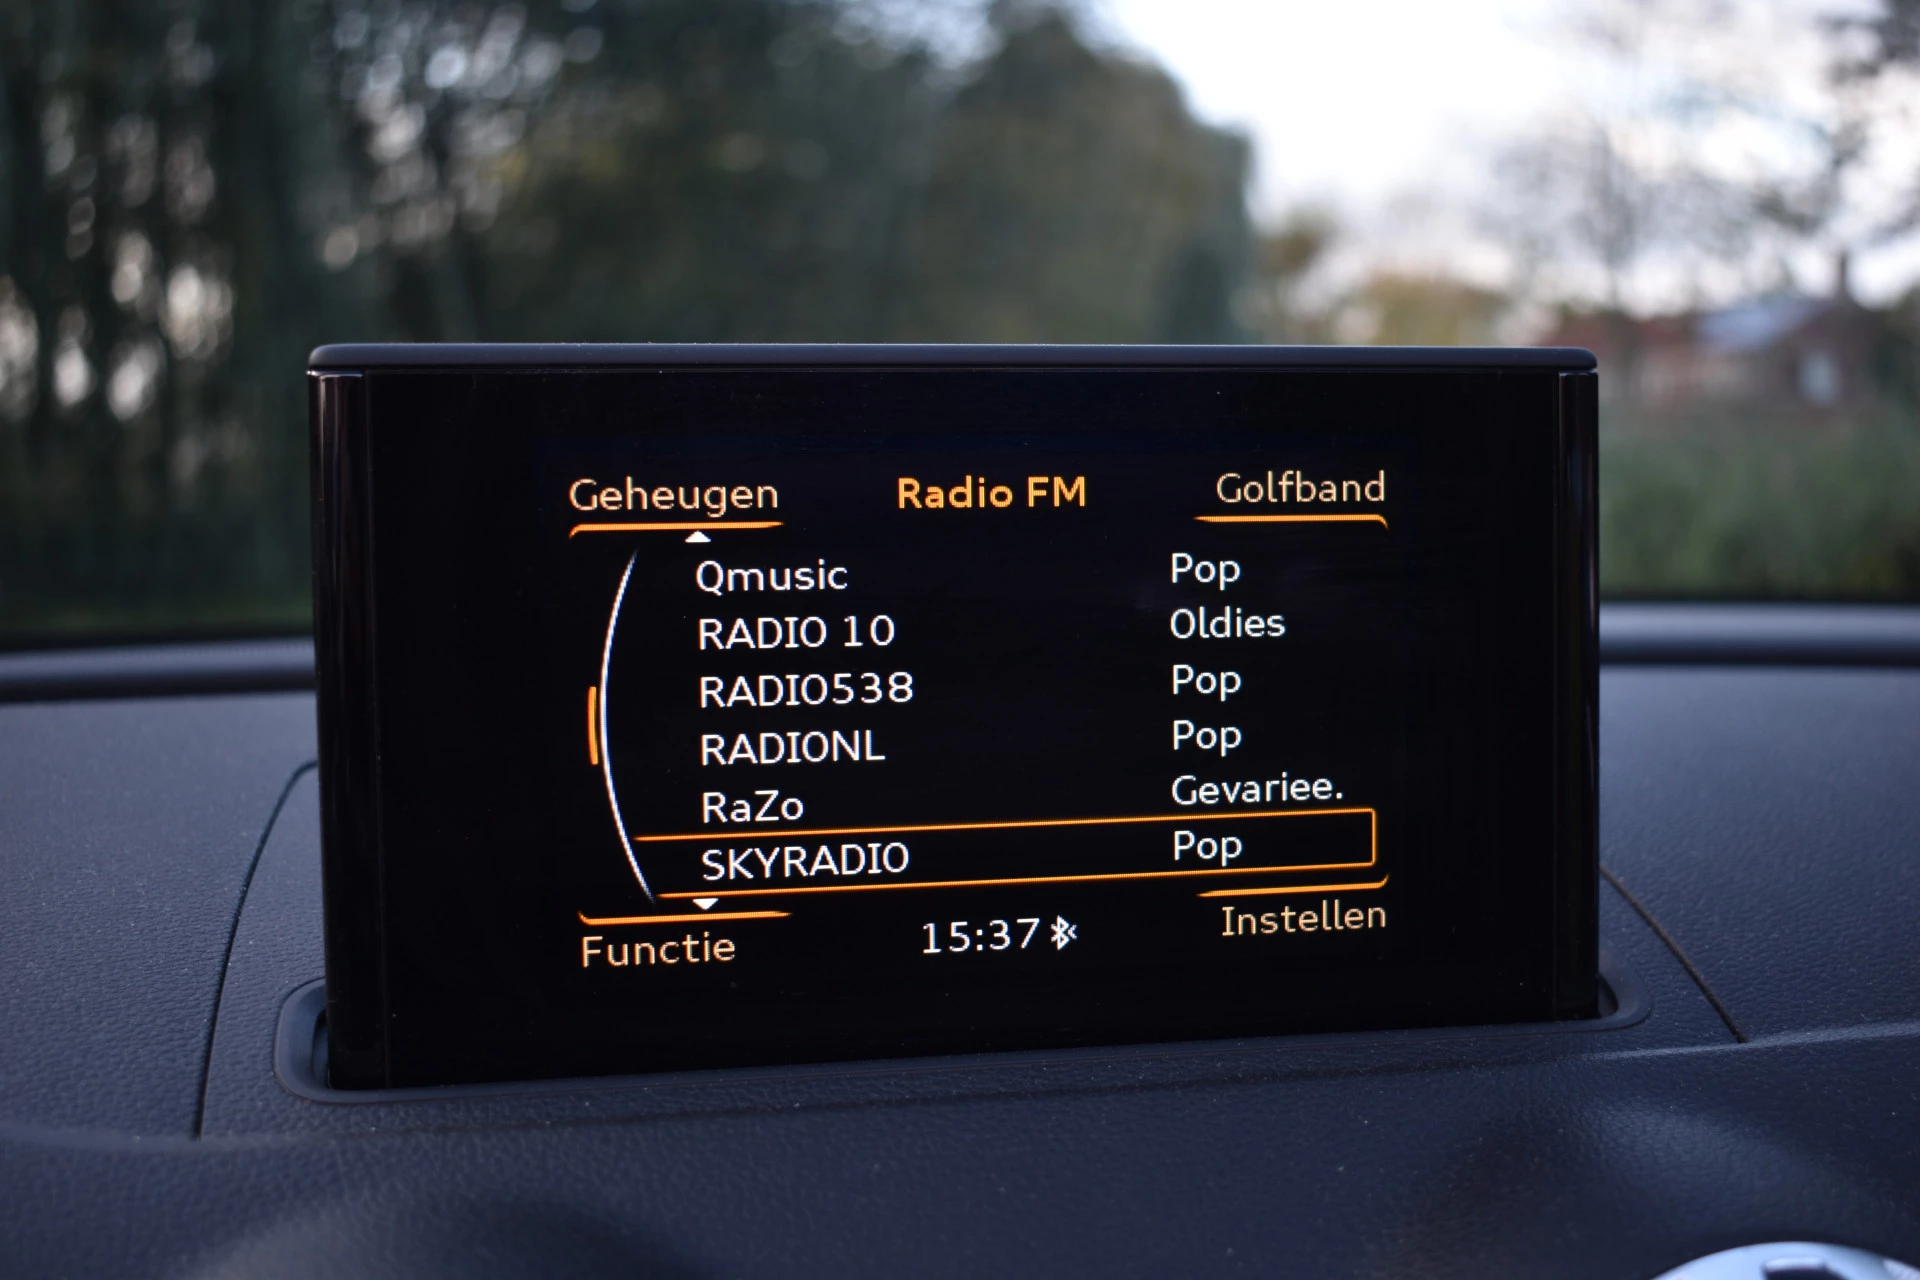 Geheugen Radio FM Golfband
Qmusic Pop
RADIO 10 Oldies
RADIO538 Pop
RADIONL Pop
RaZo Gevariee.
SKYRADIO Pop
Functie 15:37 Instellen